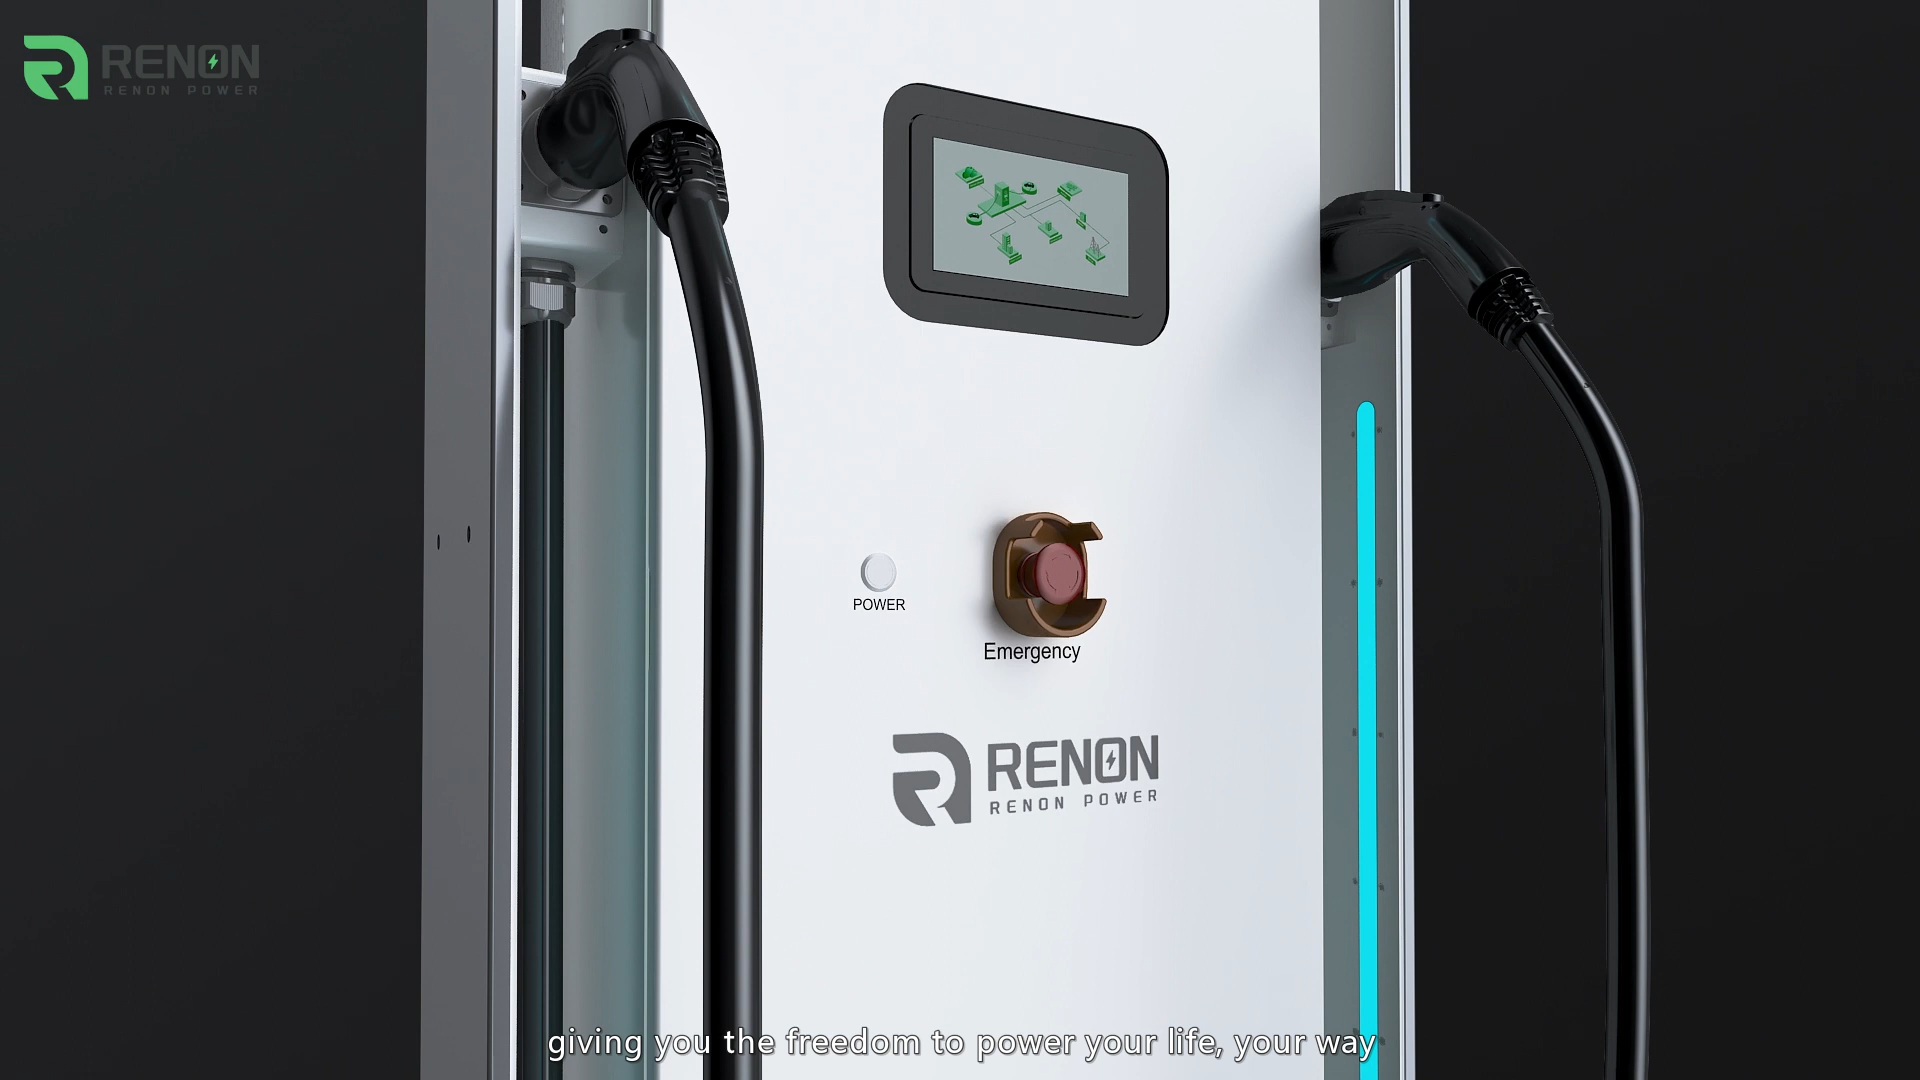 RENON
RENON POWER
POWER
Emergency
RENON
RENON POWER
giving you the freedom to power your life, your way